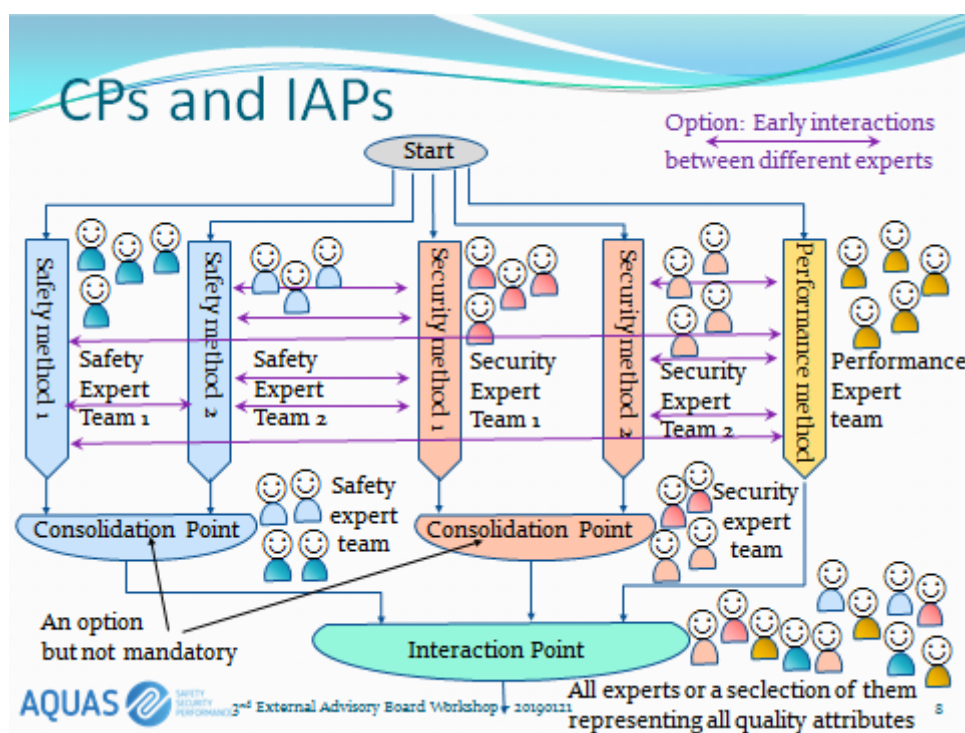 CPs and IAPs
Option: Early interactions
between different experts
Start
Safety method 1
Safety method 2
Security method 1
Security method 2
Performance method
Safety
Expert
Team 1
Safety
Expert
Team 2
Security
Expert
Team 1
Security
Expert
Team 2
Performance
Expert
team
Consolidation Point
Safety
expert
team
Consolidation Point
Security
expert
team
An option
but not mandatory
Interaction Point
All experts or a seclection of them
representing all quality attributes
AQUAS
SAFETY
SECURITY
PERFORMANCE
3nd External Advisory Board Workshop 20190121
8